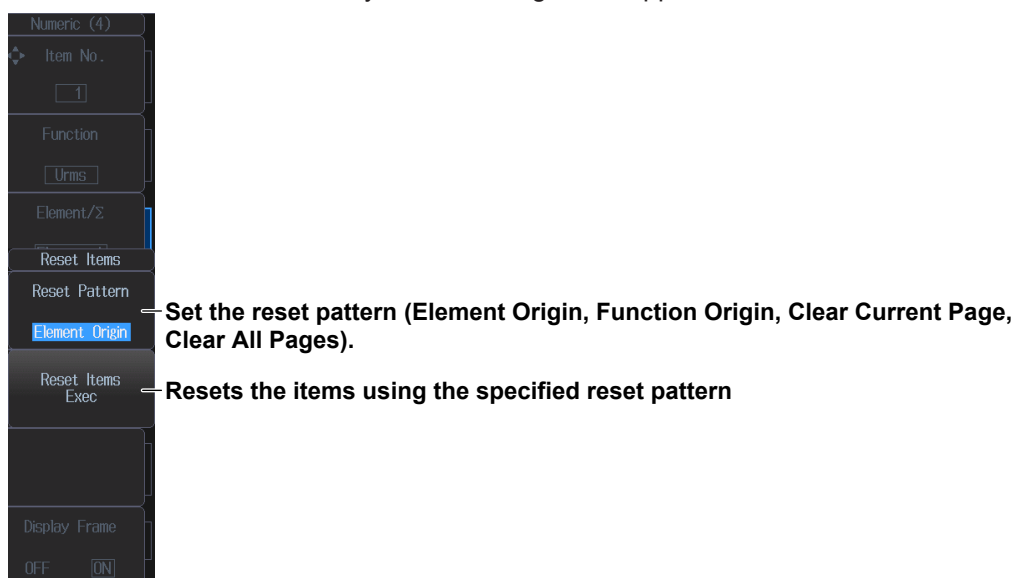 Numeric (4)
Item No.
1
Function
Urms
Element/Σ
Reset Items
Reset Pattern
Element Origin
Set the reset pattern (Element Origin, Function Origin, Clear Current Page,
Clear All Pages).
Reset Items
Exec
Resets the items using the specified reset pattern
Display Frame
OFF ON